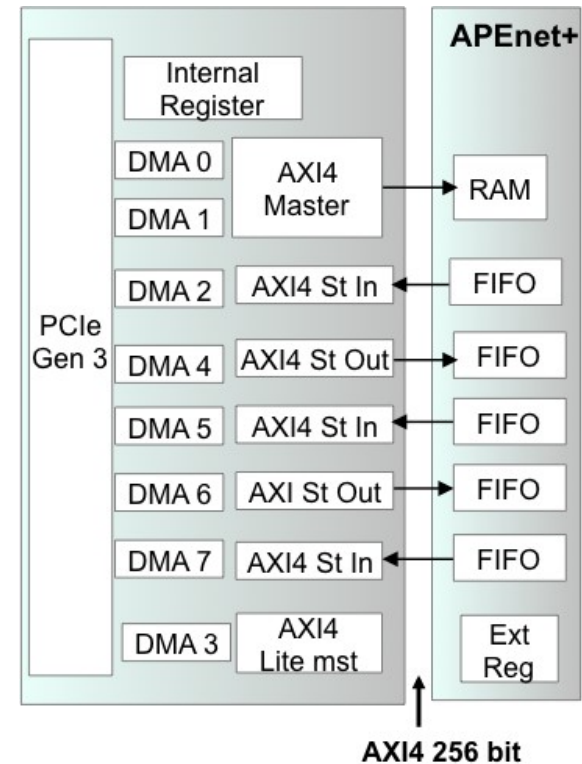 APEnet+
Internal
Register
PCIe
Gen 3
DMA 0
DMA 1
AXI4
Master
RAM
DMA 2
AXI4 St In
FIFO
DMA 4
AXI4 St Out
FIFO
DMA 5
AXI4 St In
FIFO
DMA 6
AXI St Out
FIFO
DMA 7
AXI4 St In
FIFO
DMA 3
AXI4
Lite mst
Ext
Reg
AXI4 256 bit